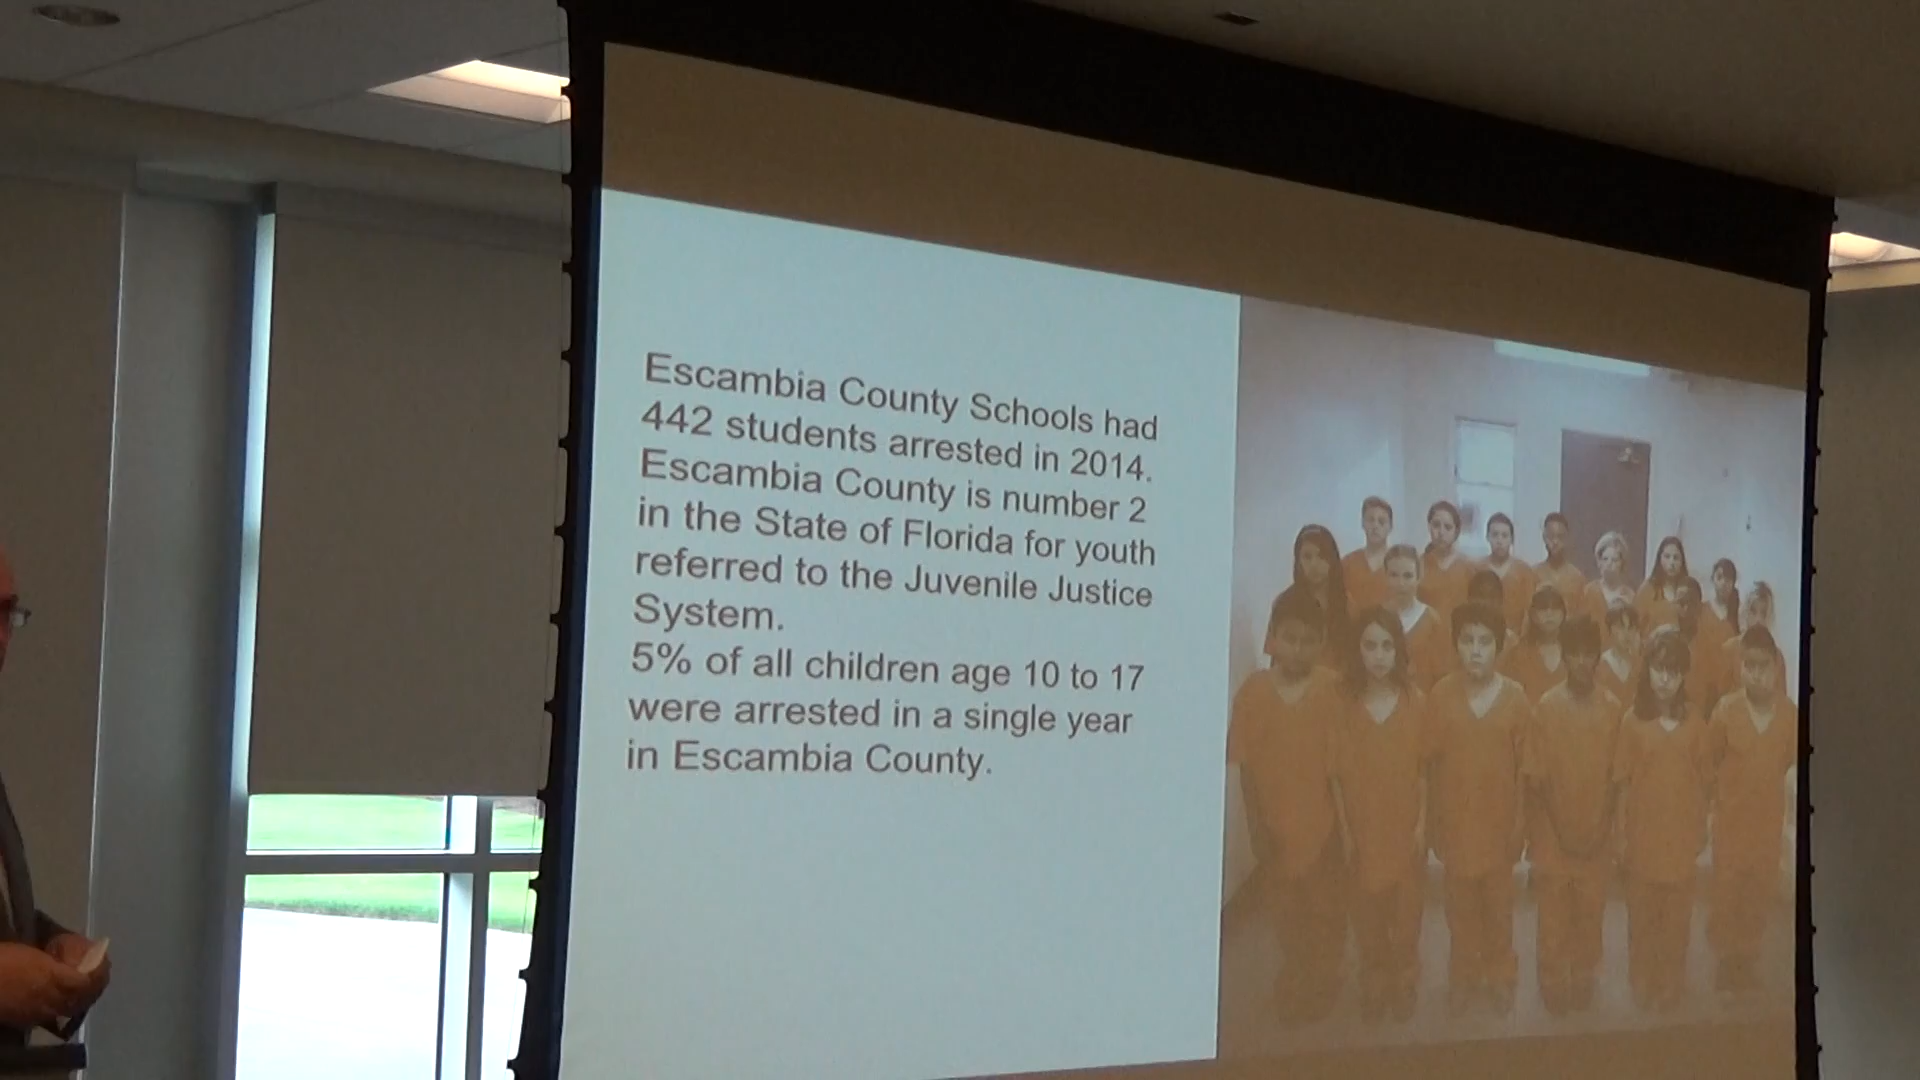 Escambia County Schools had
442 students arrested in 2014.
Escambia County is number 2
in the State of Florida for youth
referred to the Juvenile Justice
System.
5% of all children age 10 to 17
were arrested in a single year
in Escambia County.